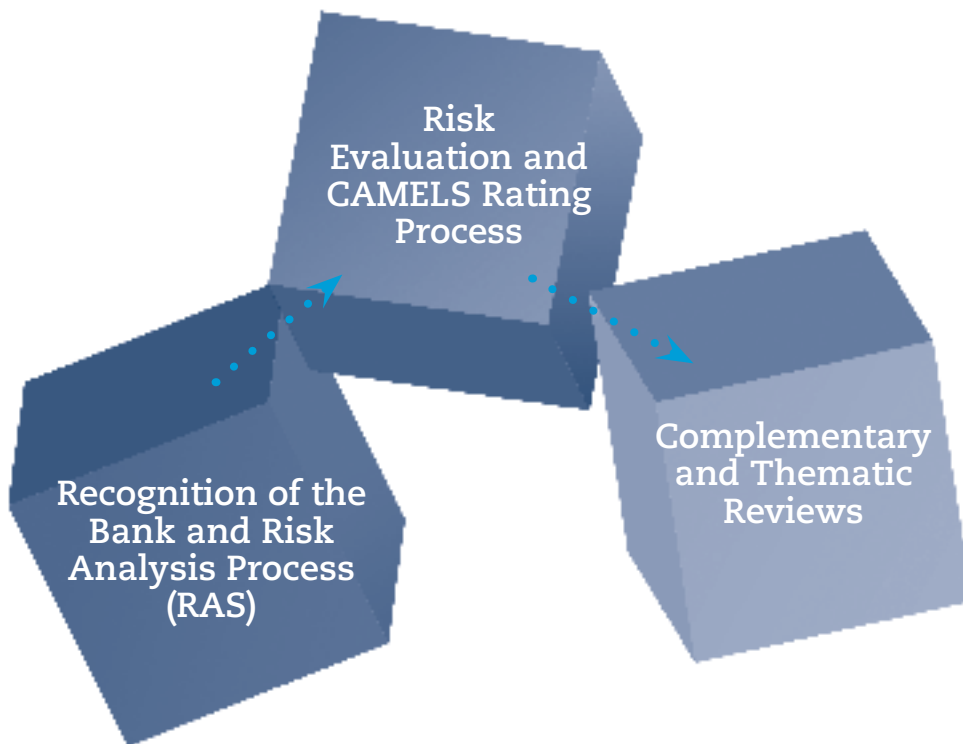 Risk
Evaluation and
CAMELS Rating
Process
Recognition of the
Bank and Risk
Analysis Process
(RAS)
Complementary
and Thematic
Reviews